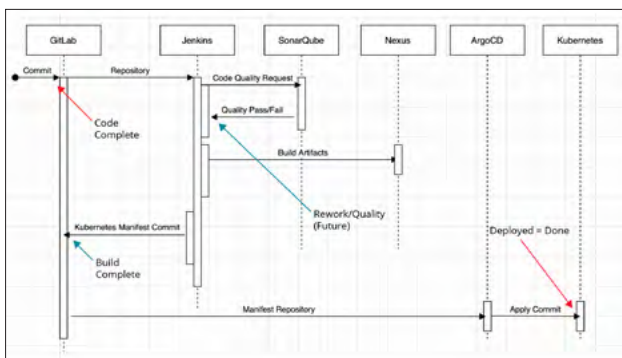 GitLab
Jenkins
SonarQube
Nexus
ArgoCD
Kubernetes
Commit
Repository
Code Quality Request
Code
Complete
Quality Pass/Fail
Build Artifacts
Rework/Quality
(Future)
Kubernetes Manifest Commit
Deployed = Done
Build
Complete
Manifest Repository
Apply Commit